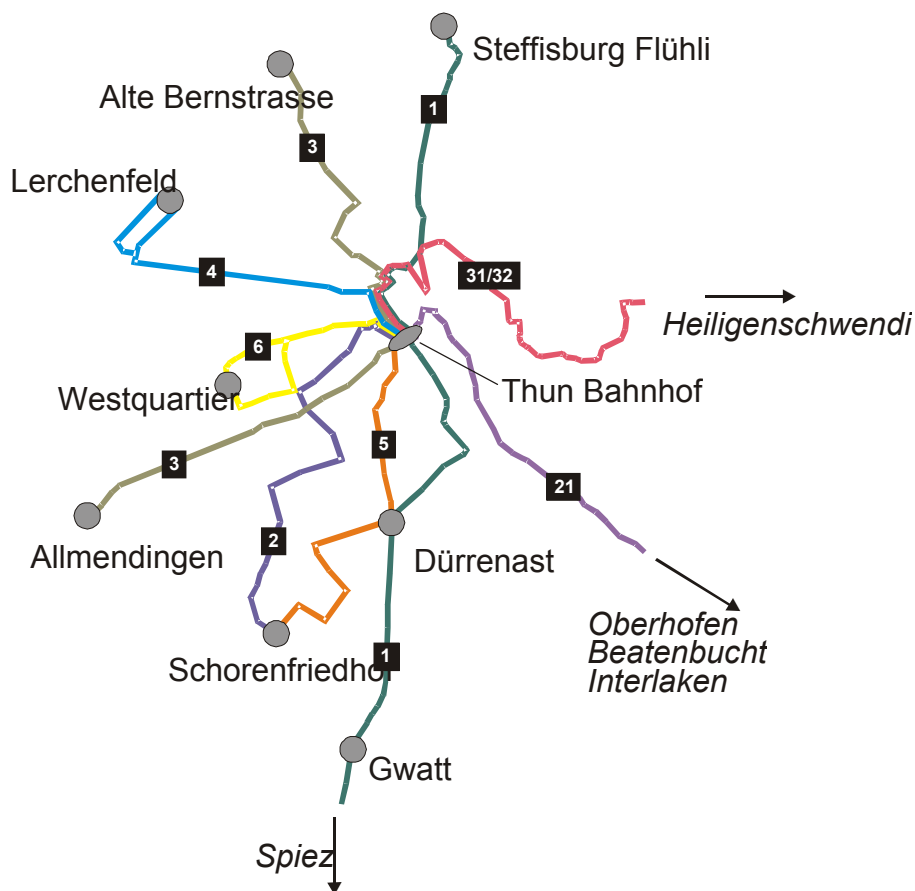 Steffisburg Flühli
Alte Bernstrasse
1
3
Lerchenfeld
4
31/32
Heiligenschwendi
6
Westquartier
Thun Bahnhof
5
3
21
Allmendingen
2
Dürrenast
Oberhofen
Beatenbucht
Interlaken
Schorenfriedhof
1
Gwatt
Spiez